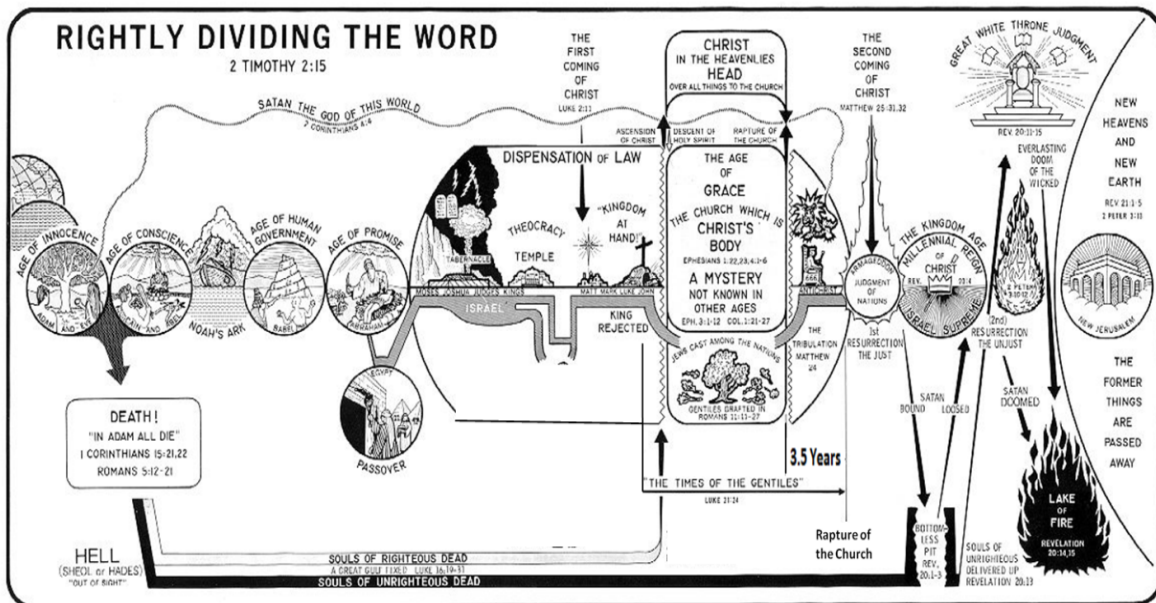 RIGHTLY DIVIDING THE WORD
2 TIMOTHY 2:15
SATAN THE GOD OF THIS WORLD
2 CORINTHIANS 4:4
AGE OF INNOCENCE
ADAM AND EVE
AGE OF CONSCIENCE
CAIN AND ABEL
NOAH'S ARK
AGE OF HUMAN
GOVERNMENT
BABEL
AGE OF PROMISE
ABRAHAM
EGYPT
PASSOVER
DEATH!
"IN ADAM ALL DIE"
1 CORINTHIANS 15:21,22
ROMANS 5:12-21
HELL
(SHEOL or HADES)
"OUT OF SIGHT"
SOULS OF RIGHTEOUS DEAD
A GREAT GULF FIXED LUKE 16:19-31
SOULS OF UNRIGHTEOUS DEAD
THE
FIRST
COMING
OF
CHRIST
LUKE 2:11
DISPENSATION OF LAW
TABERNACLE
THEOCRACY
TEMPLE
"KINGDOM
AT
HAND!"
MOSES JOSHUA JUDGES KINGS
MATT MARK LUKE JOHN
ISRAEL
KING
REJECTED
CHRIST
IN THE HEAVENLIES
HEAD
OVER ALL THINGS TO THE CHURCH
ASCENSION
OF CHRIST
DESCENT OF
HOLY SPIRIT
RAPTURE OF
THE CHURCH
THE AGE
OF
GRACE
THE CHURCH WHICH IS
CHRIST'S
BODY
EPHESIANS 1:22,23,4:1-6
A MYSTERY
NOT KNOWN IN
OTHER AGES
EPH. 3:1-12 COL. 1:21-27
JEWS CAST AMONG THE NATIONS
GENTILES GRAFTED IN
ROMANS 11:11-27
ANTICHRIST
THE
TRIBULATION
MATTHEW
24
3.5 Years
"THE TIMES OF THE GENTILES"
LUKE 21:24
Rapture of
the Church
THE
SECOND
COMING
OF
CHRIST
MATTHEW 25:31,32
ARMAGEDDON
JUDGMENT
OF
NATIONS
1st
RESURRECTION
THE JUST
THE KINGDOM AGE
MILLENNIAL REIGN
OF
CHRIST
REV. 20:4
ISRAEL SUPREME
SATAN
BOUND
SATAN
LOOSED
BOTTOM-
LESS
PIT
REV.
20:1-3
GREAT WHITE THRONE JUDGMENT
REV. 20:11-15
EVERLASTING
DOOM
OF THE
WICKED
2 PETER
3:10-12
(2nd)
RESURRECTION
THE UNJUST
SATAN
DOOMED
SOULS OF
UNRIGHTEOUS
DELIVERED UP
REVELATION 20:13
LAKE
OF
FIRE
REVELATION
20:14,15
NEW
HEAVENS
AND
NEW
EARTH
REV 21:1-5
2 PETER 3:13
NEW JERUSALEM
THE
FORMER
THINGS
ARE
PASSED
AWAY